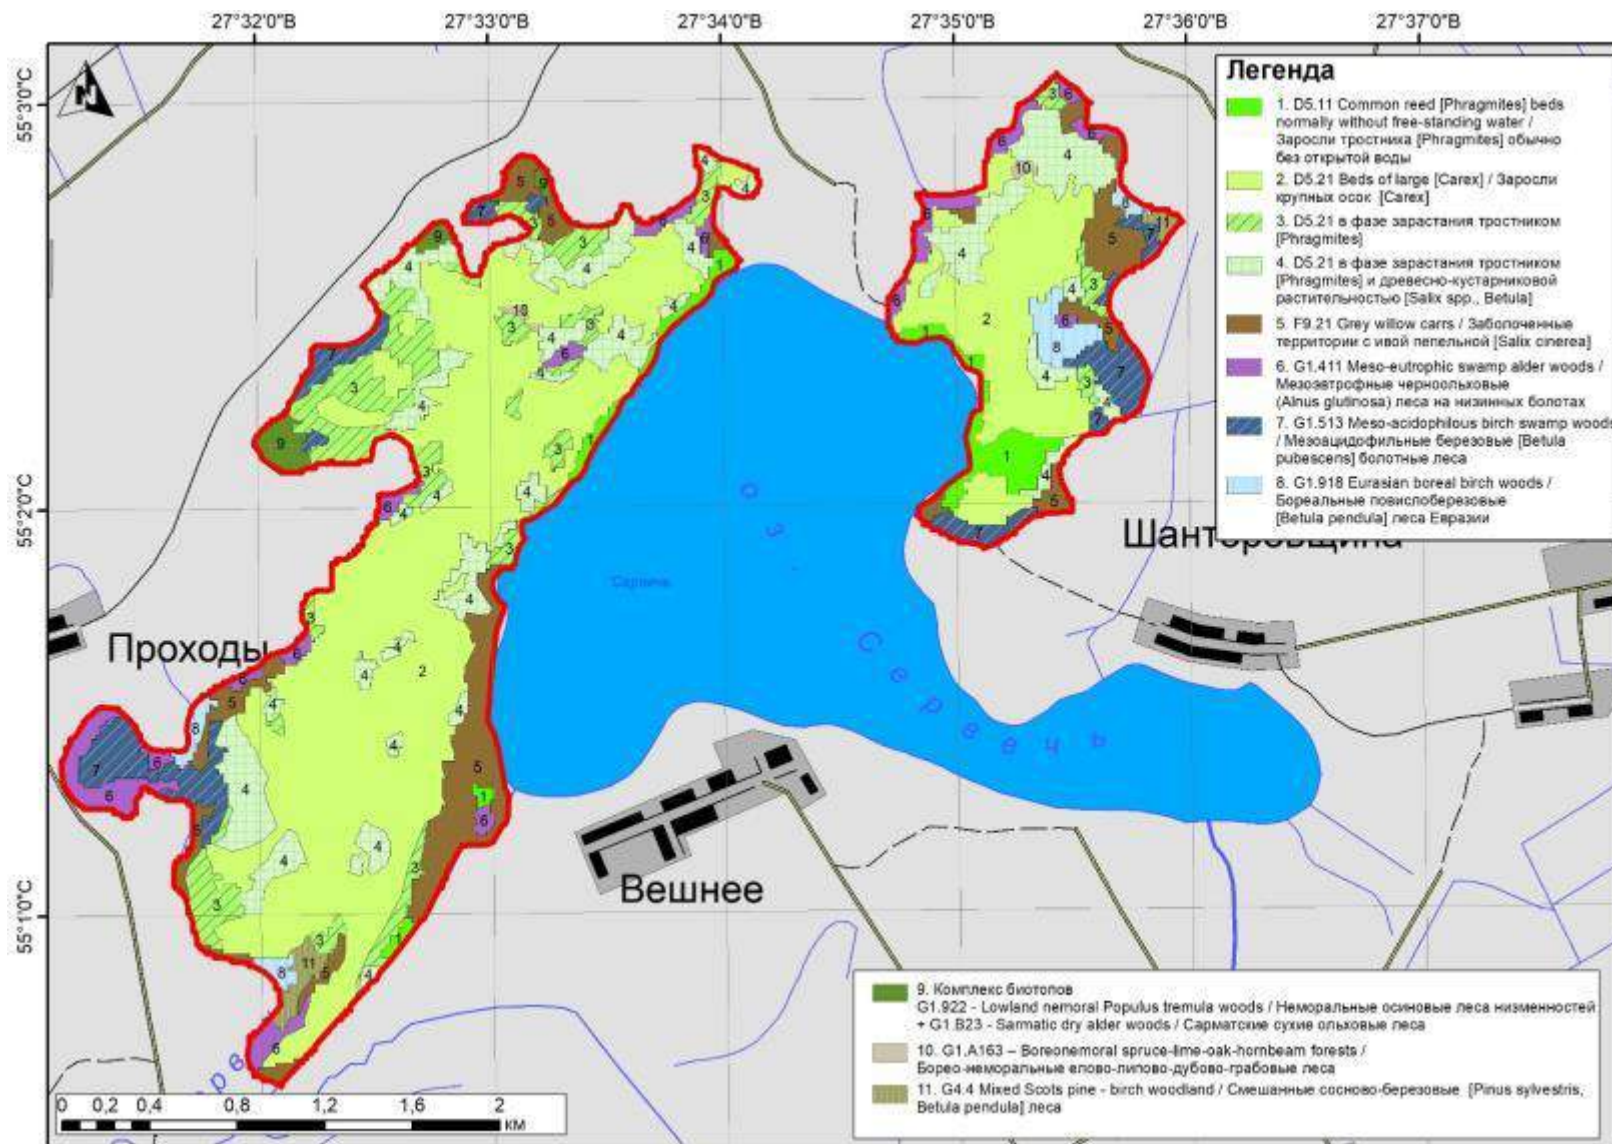 27°32'0"В 27°33'0"В 27°34'0"В 27°35'0"В 27°36'0"В 27°37'0"В
55°3'0"С
55°2'0"С
55°1'0"С
N
Легенда
1. D5.11 Common reed [Phragmites] beds
normally without free-standing water /
Заросли тростника [Phragmites] обычно
без открытой воды
2. D5.21 Beds of large [Carex] / Заросли
крупных осок [Carex]
3. D5.21 в фазе зарастания тростником
[Phragmites]
4. D5.21 в фазе зарастания тростником
[Phragmites] и древесно-кустарниковой
растительностью [Salix spp., Betula]
5. F9.21 Grey willow carrs / Заболоченные
территории с ивой пепельной [Salix cinerea]
6. G1.411 Meso-eutrophic swamp alder woods /
Мезоэвтрофные черноольховые
(Alnus glutinosa) леса на низинных болотах
7. G1.513 Meso-acidophilous birch swamp woods
/ Мезоацидофильные березовые [Betula
pubescens] болотные леса
8. G1.918 Eurasian boreal birch woods /
Бореальные повислоберезовые
[Betula pendula] леса Евразии
Шантеровщина
Проходы
оз. Сервеч
Вешнее
9. Комплекс биотопов
G1.922 - Lowland nemoral Populus tremula woods / Неморальные осиновые леса низменностей
+ G1.B23 - Sarmatic dry alder woods / Сарматские сухие ольховые леса
10. G1.A163 – Boreonemoral spruce-lime-oak-hornbeam forests /
Борео-неморальные елово-липово-дубово-грабовые леса
11. G4.4 Mixed Scots pine - birch woodland / Смешанные сосново-березовые [Pinus sylvestris,
Betula pendula] леса
0 0,2 0,4 0,8 1,2 1,6 2
км